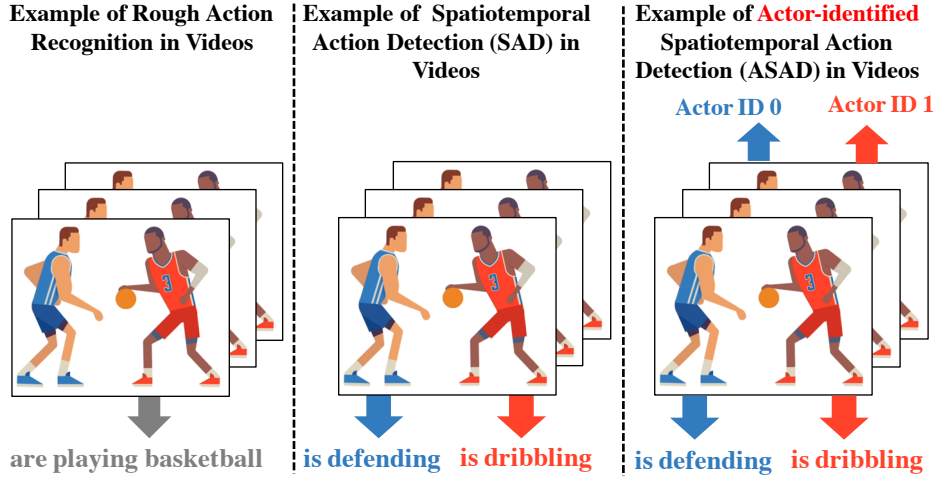 Example of Rough Action
Recognition in Videos
3
are playing basketball
Example of Spatiotemporal
Action Detection (SAD) in
Videos
3
is defending
is dribbling
Example of Actor-identified
Spatiotemporal Action
Detection (ASAD) in Videos
Actor ID 0
Actor ID 1
3
is defending
is dribbling